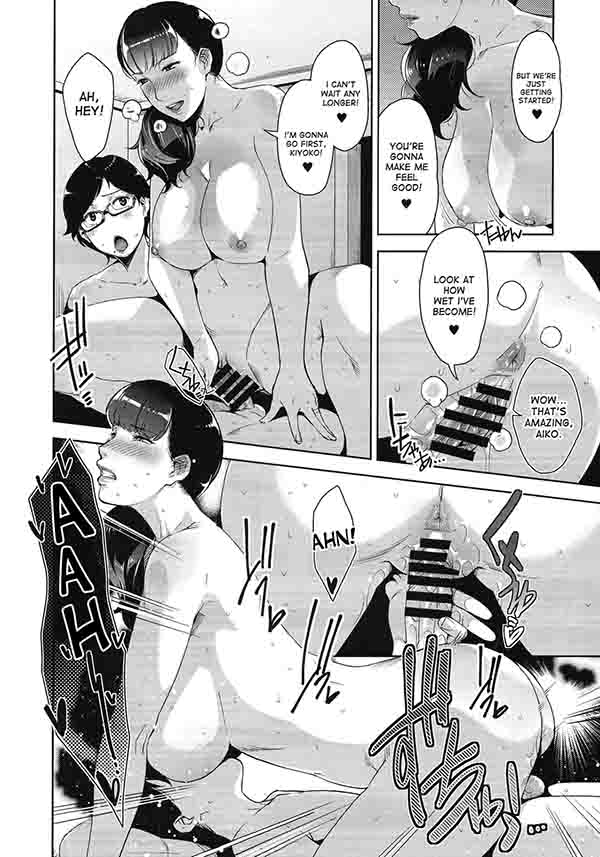 BUT WE'RE
JUST
GETTING
STARTED!
♥
YOU'RE
GONNA
MAKE ME
FEEL
GOOD!
♥
LOOK AT
HOW
WET I'VE
BECOME!
♥
WOW...
THAT'S
AMAZING,
AIKO.
I CAN'T
WAIT ANY
LONGER!
♥
I'M GONNA
GO FIRST,
KIYOKO!
♥
AH,
HEY!
AHN!
♥
AAH